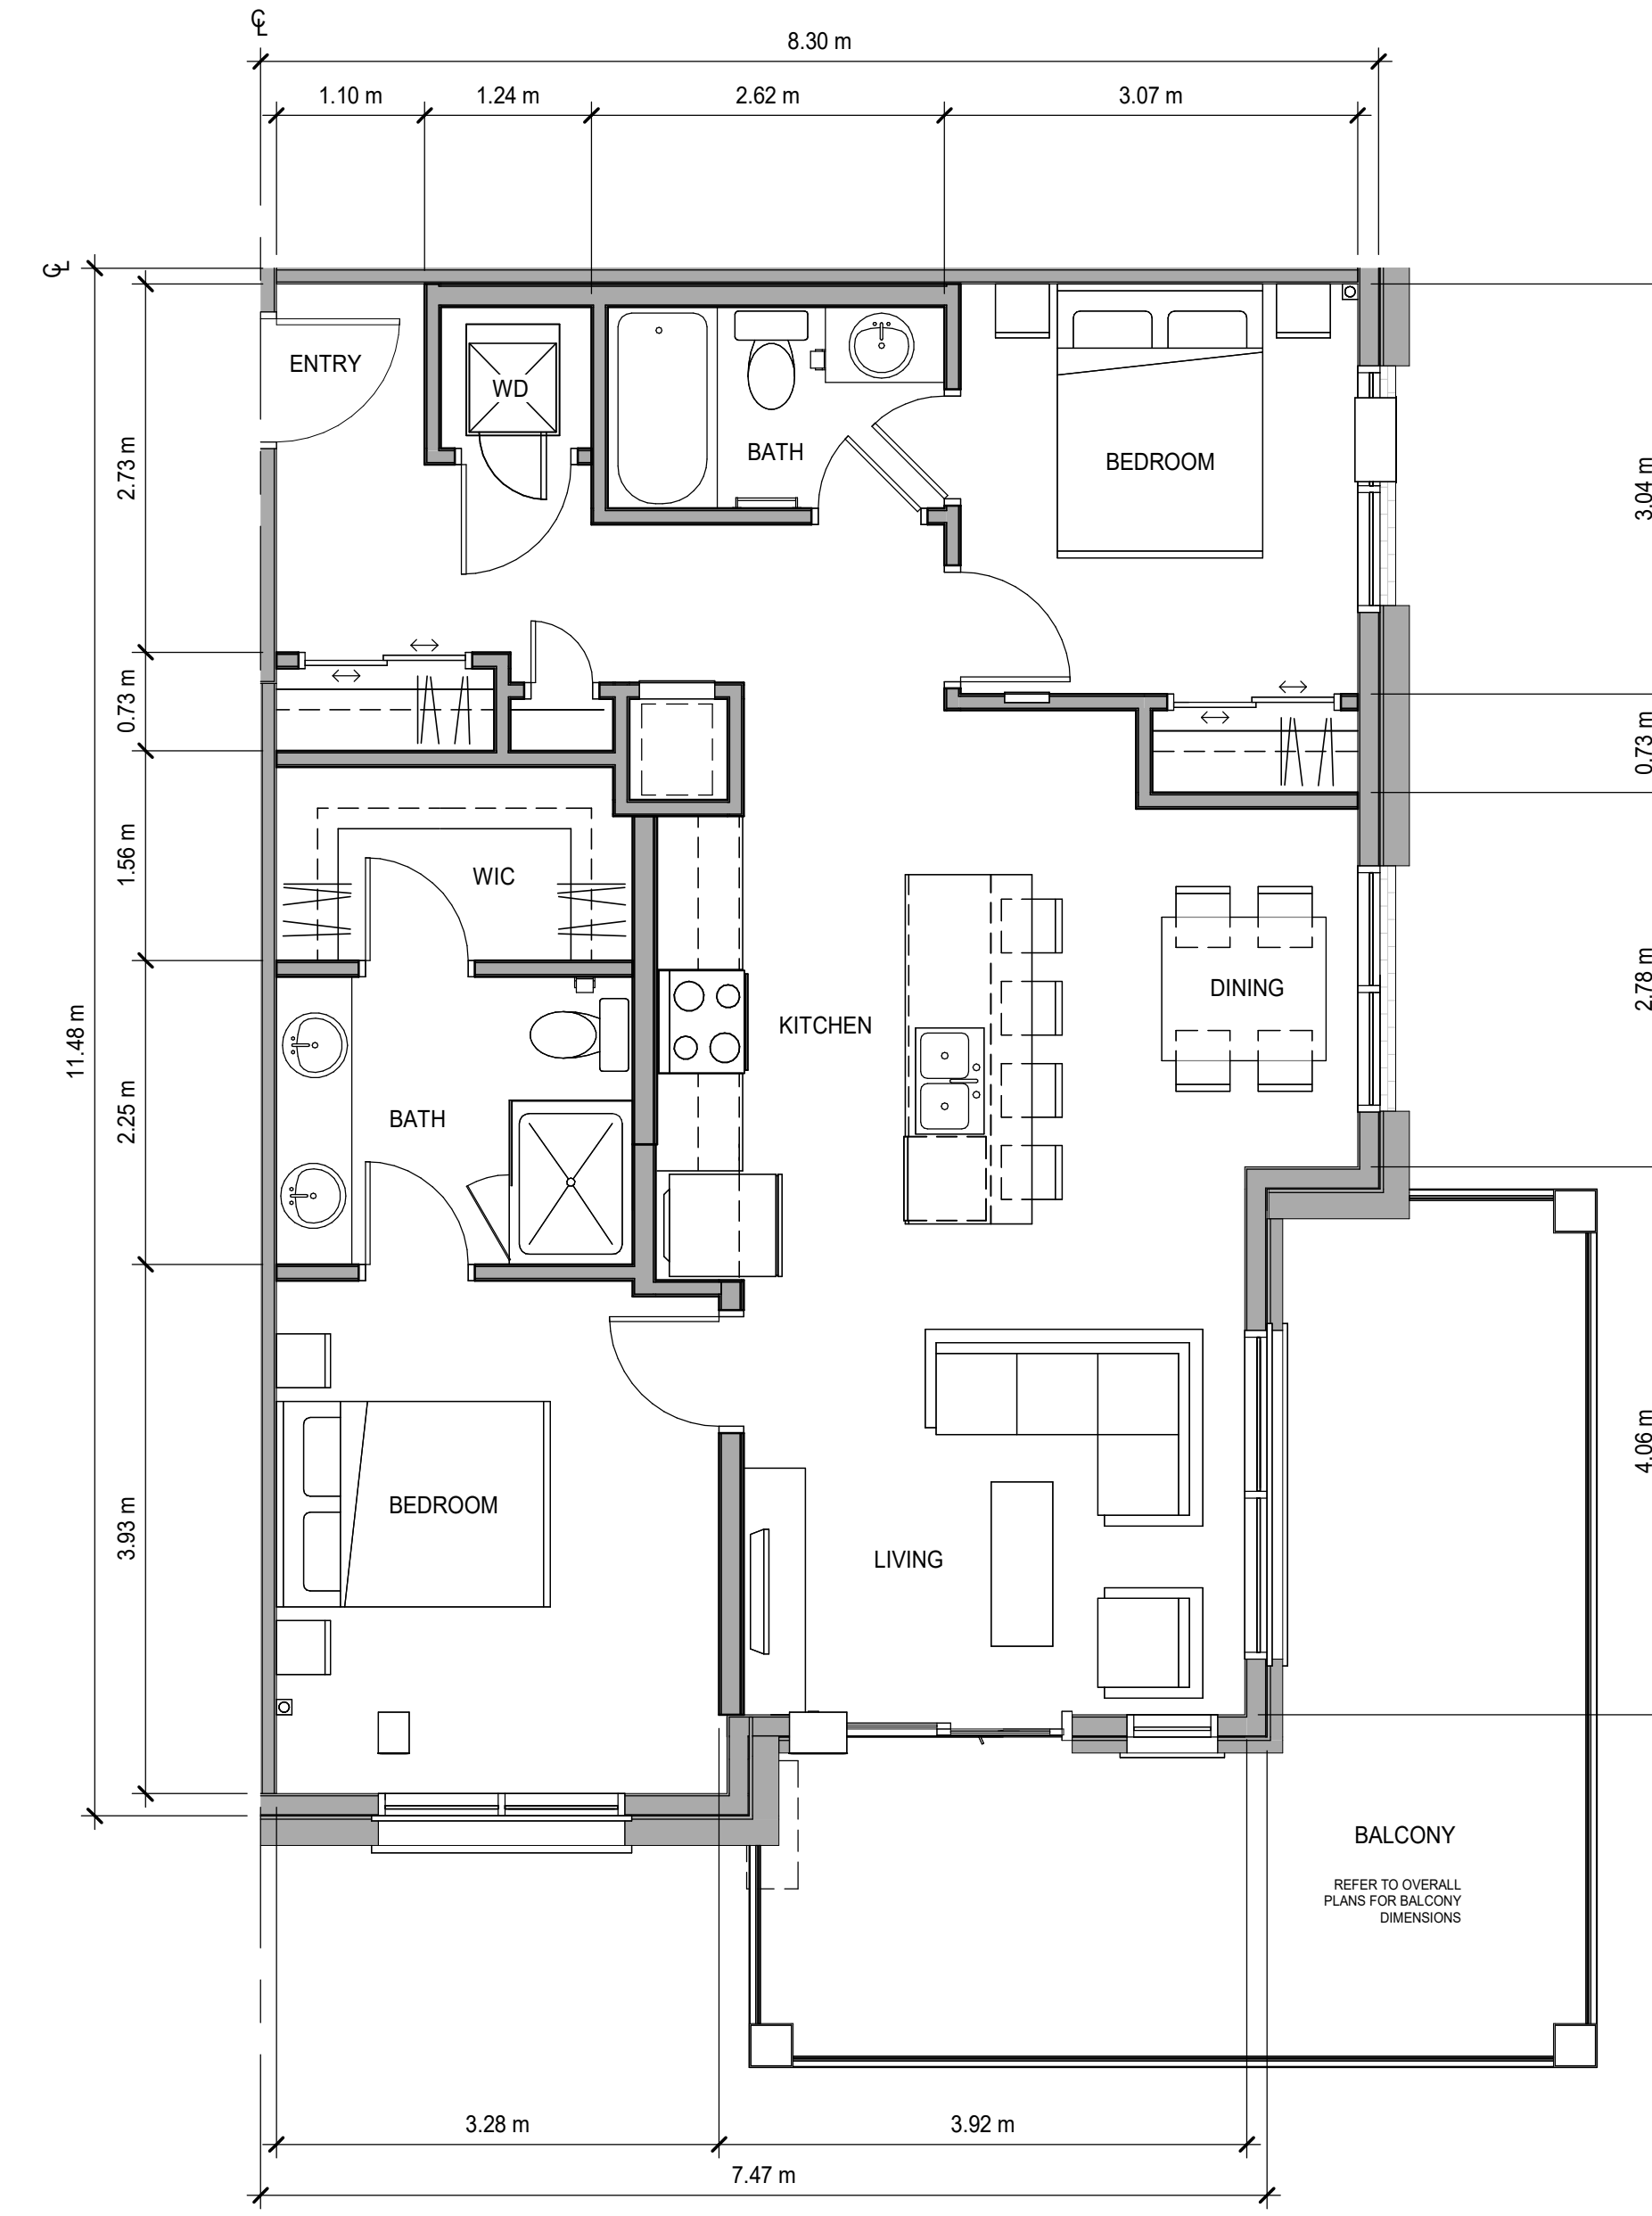 ℄
8.30 m
1.10 m
1.24 m
2.62 m
3.07 m
℄
ENTRY
WD
BATH
BEDROOM
2.73 m
3.04 m
0.73 m
0.73 m
1.56 m
WIC
DINING
2.78 m
KITCHEN
11.48 m
2.25 m
BATH
4.06 m
BEDROOM
3.93 m
LIVING
BALCONY
REFER TO OVERALL
PLANS FOR BALCONY
DIMENSIONS
3.28 m
3.92 m
7.47 m